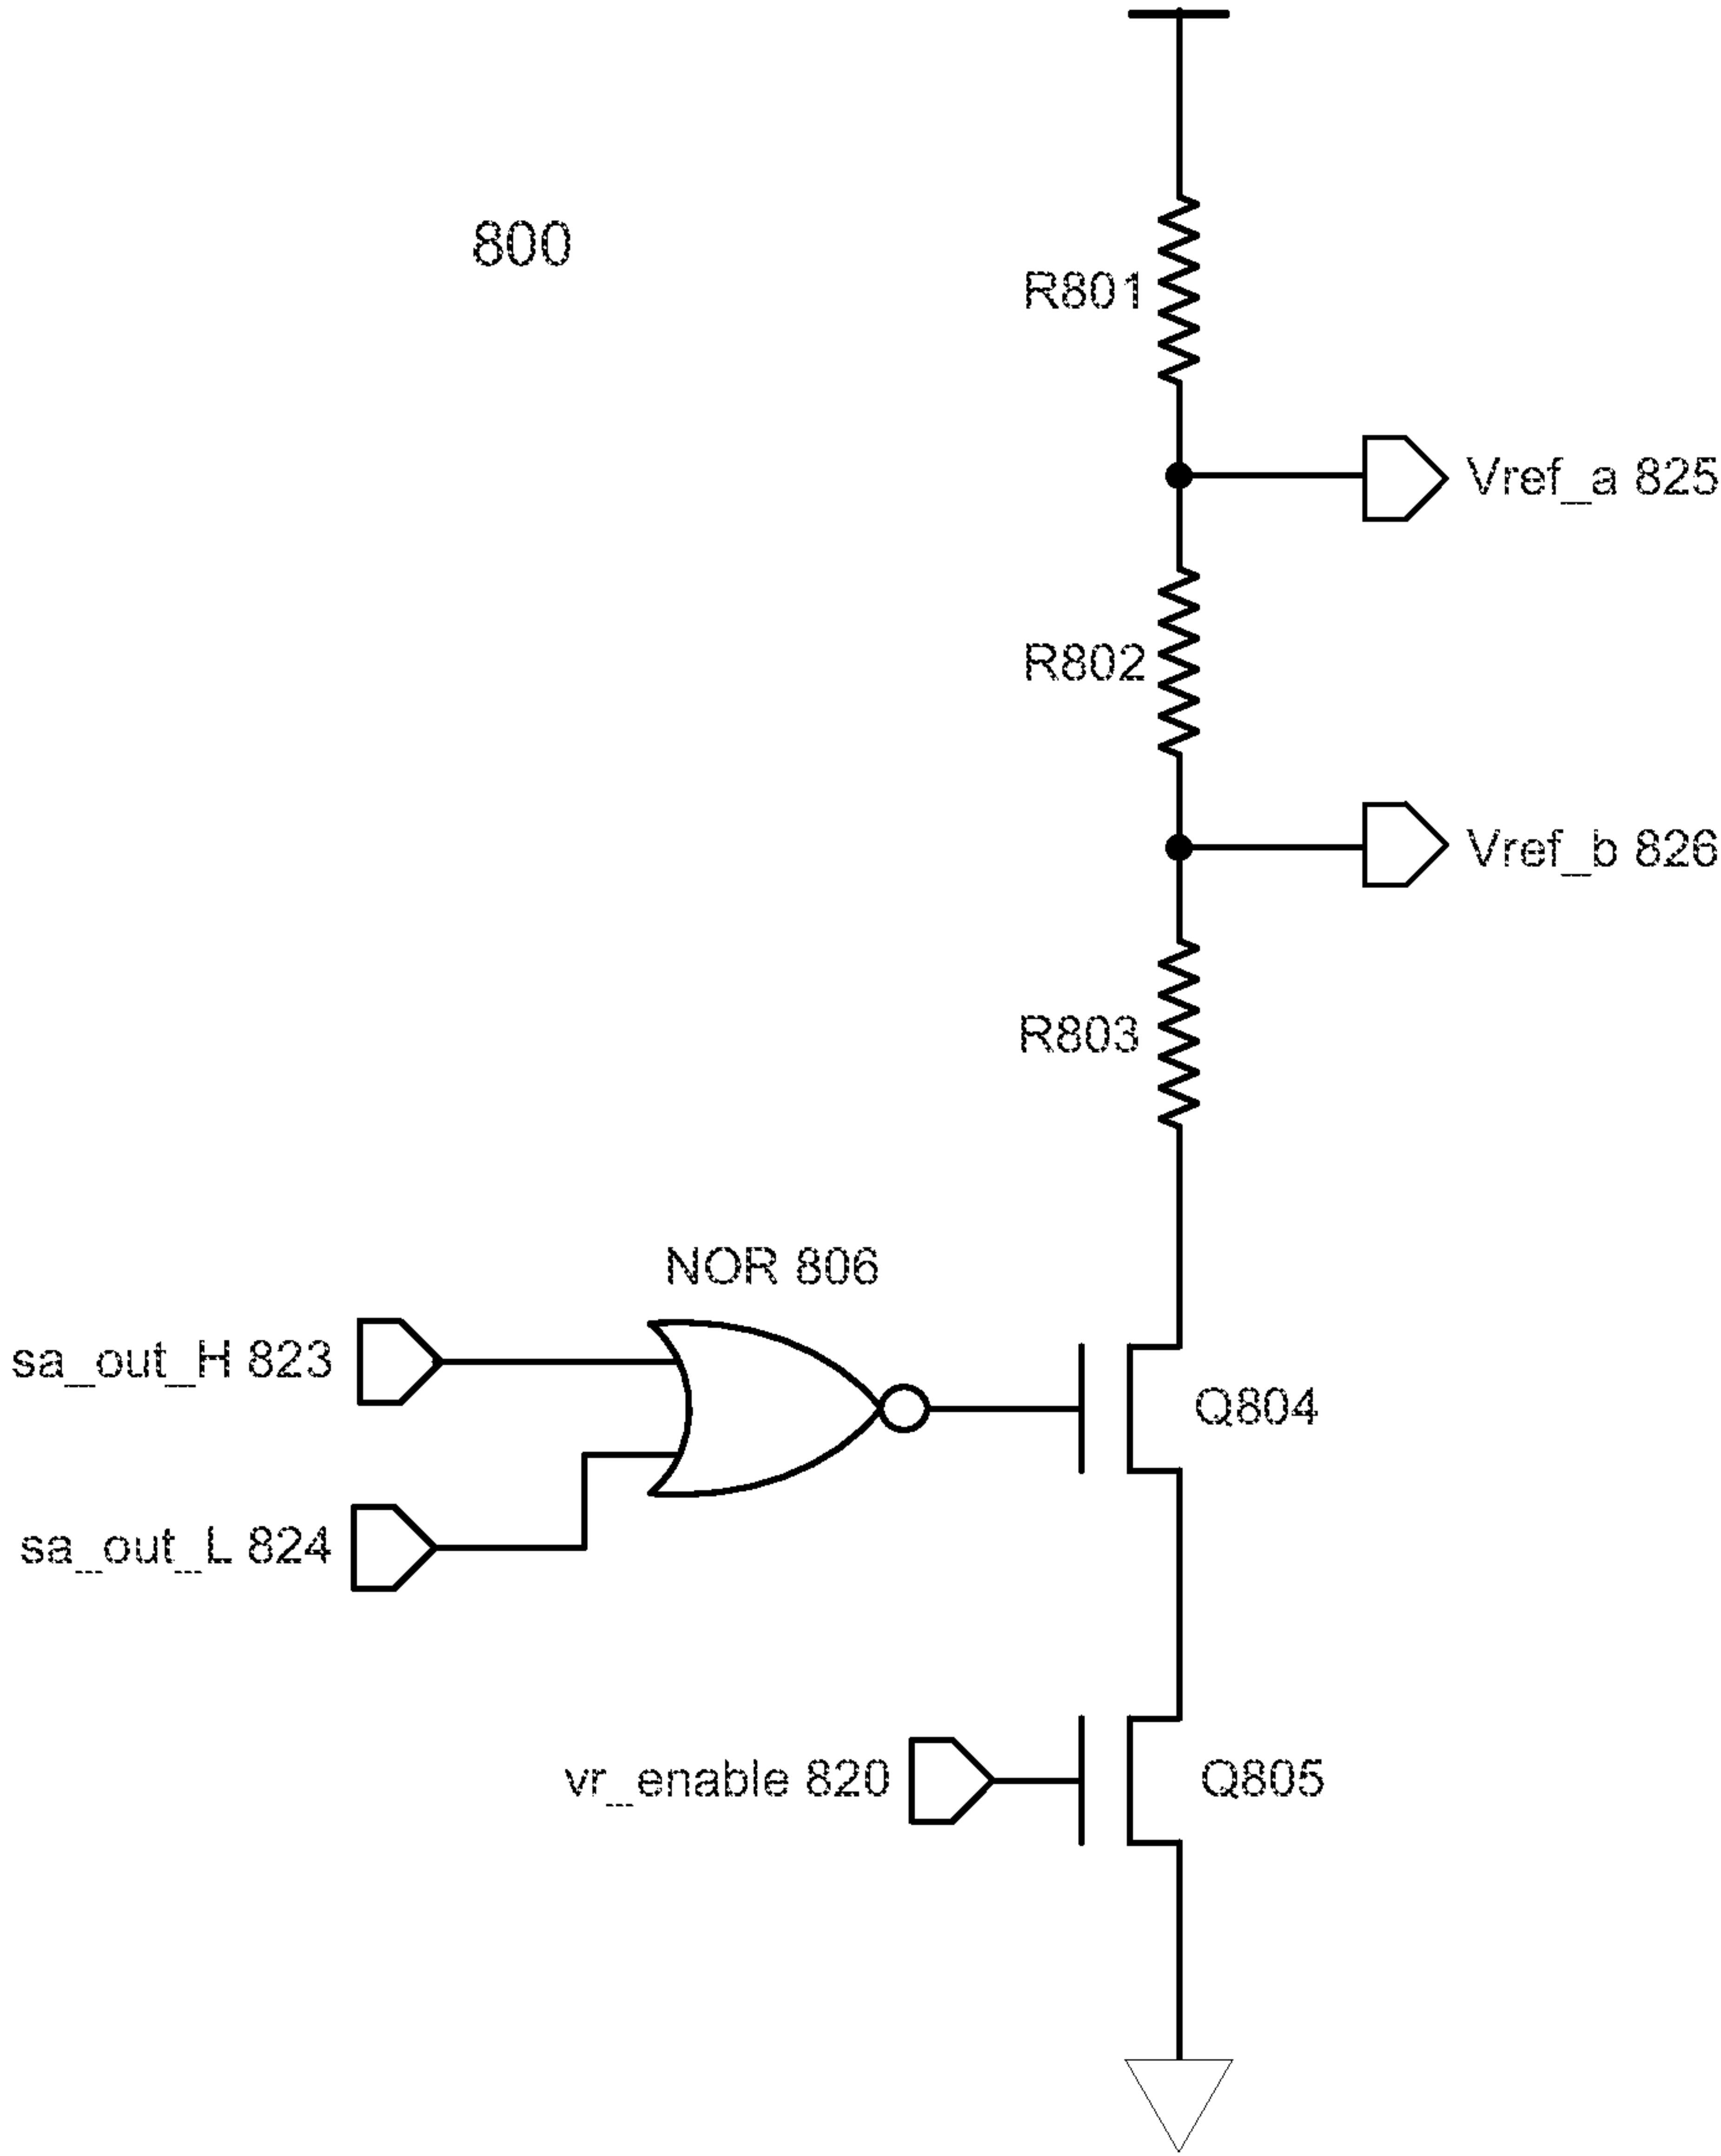 800
R801
Vref_a 825
R802
Vref_b 826
R803
NOR 806
sa_out_H 823
Q804
sa_out_L 824
vr_enable 820
Q805